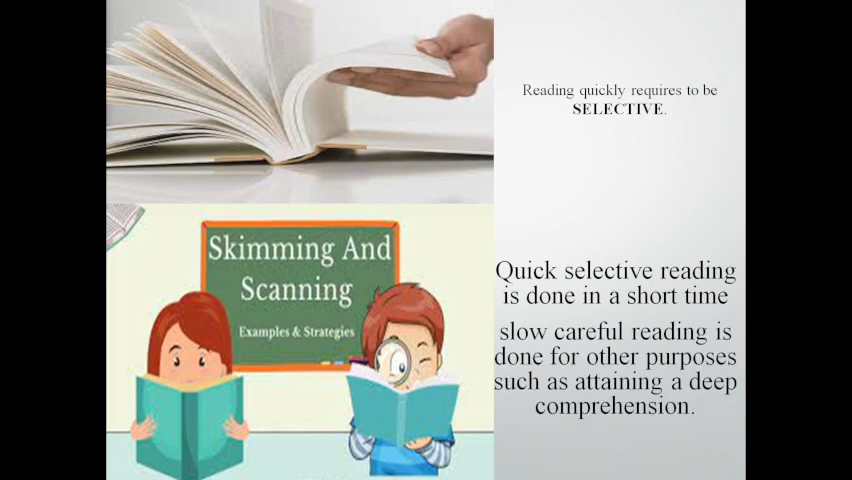 Reading quickly requires to be
SELECTIVE.
Skimming And
Scanning
Examples & Strategies
Quick selective reading
is done in a short time
slow careful reading is
done for other purposes
such as attaining a deep
comprehension.